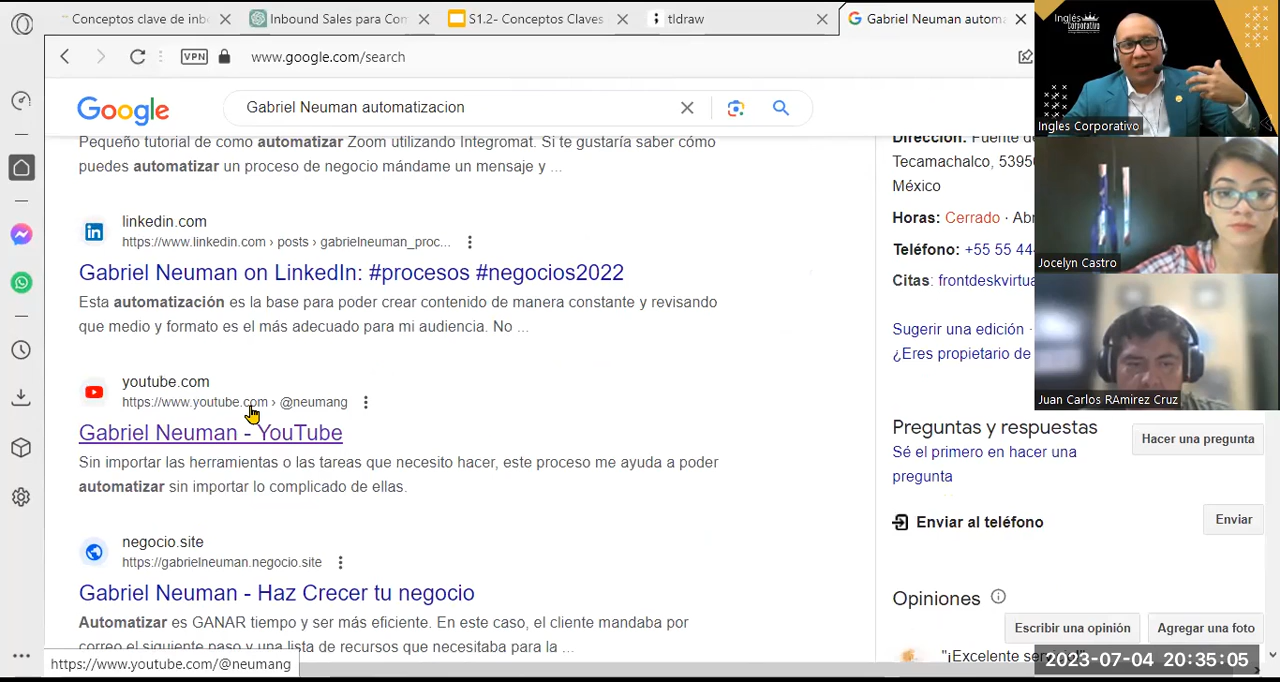 Conceptos clave de inb
Inbound Sales para Con
S1.2- Conceptos Claves
tldraw
Gabriel Neuman autom
VPN
www.google.com/search
Google
Gabriel Neuman automatizacion
Pequeño tutorial de como automatizar Zoom utilizando Integromat. Si te gustaría saber cómo
puedes automatizar un proceso de negocio mándame un mensaje y ...
linkedin.com
https://www.linkedin.com › posts › gabrielneuman_proc...
Gabriel Neuman on LinkedIn: #procesos #negocios2022
Esta automatización es la base para poder crear contenido de manera constante y revisando
que medio y formato es el más adecuado para mi audiencia. No ...
youtube.com
https://www.youtube.com › @neumang
Gabriel Neuman - YouTube
Sin importar las herramientas o las tareas que necesito hacer, este proceso me ayuda a poder
automatizar sin importar lo complicado de ellas.
negocio.site
https://gabrielneuman.negocio.site
Gabriel Neuman - Haz Crecer tu negocio
Automatizar es GANAR tiempo y ser más eficiente. En este caso, el cliente mandaba por
correo el siguiente paso y una lista de recursos que necesitaba para la ...
https://www.youtube.com/@neumang
Dirección: Fuente de
Tecamachalco, 5395
México
Horas: Cerrado · Ab
Teléfono: +55 55 44
Citas: frontdeskvirtua
Sugerir una edición ·
¿Eres propietario de
Preguntas y respuestas
Hacer una pregunta
Sé el primero en hacer una
pregunta
Enviar al teléfono
Enviar
Opiniones
Escribir una opinión
Agregar una foto
"¡Excelente
Inglés
Corporativo
Ingles Corporativo
Jocelyn Castro
Juan Carlos RAmirez Cruz
2023-07-04 20:35:05